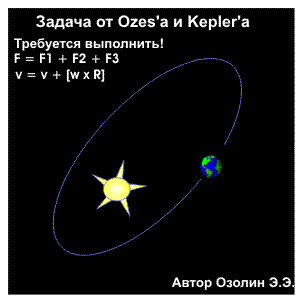 Задача от Ozes'а и Kepler'а
Требуется выполнить!
F = F1 + F2 + F3
v = v + [w x R]
Автор Озолин Э.Э.